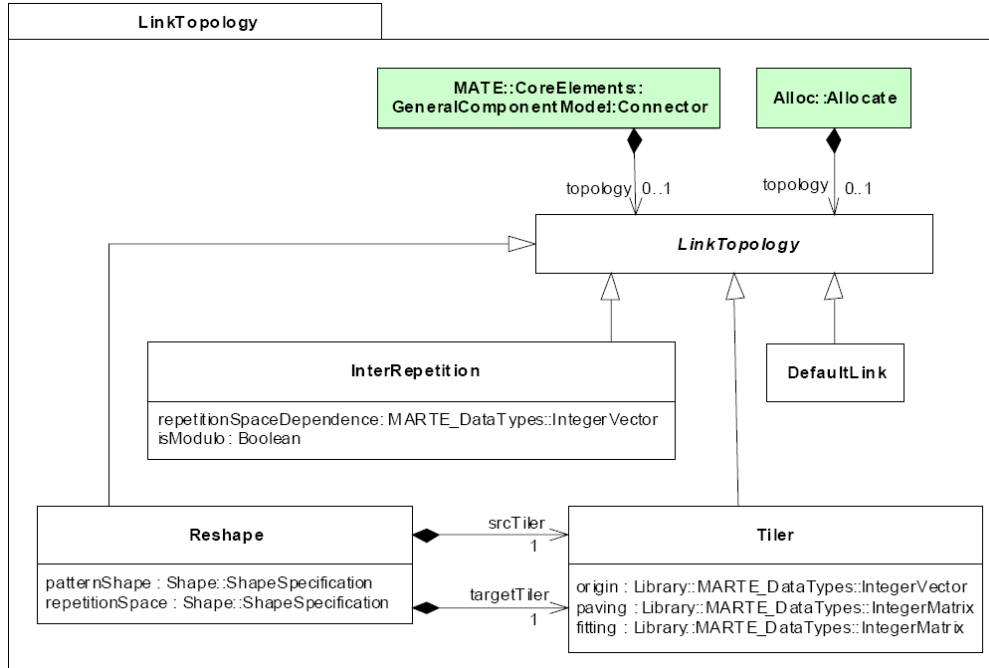 LinkTopology
MATE::CoreElements::
GeneralComponentModel::Connector
Alloc::Allocate
topology 0..1
topology 0..1
LinkTopology
InterRepetition
repetitionSpaceDependence: MARTE_DataTypes::IntegerVector
isModulo : Boolean
DefaultLink
Reshape
patternShape : Shape::ShapeSpecification
repetitionSpace : Shape::ShapeSpecification
srcTiler
1
targetTiler
1
Tiler
origin : Library::MARTE_DataTypes::IntegerVector
paving : Library::MARTE_DataTypes::IntegerMatrix
fitting : Library::MARTE_DataTypes::IntegerMatrix